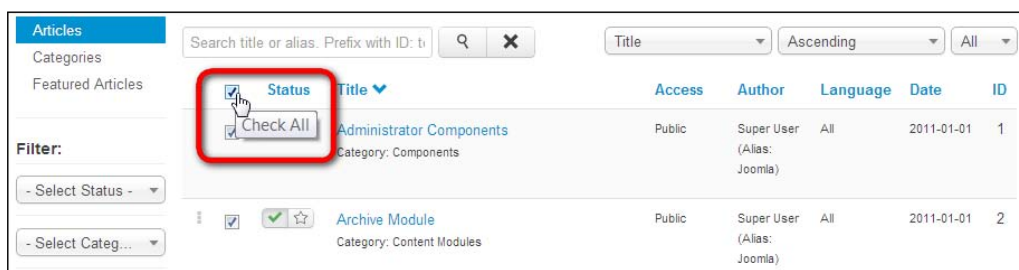 Articles
Categories
Featured Articles
Filter:
- Select Status -
- Select Categ...
Search title or alias. Prefix with ID: t
Title
Ascending
All
Status Title Access Author Language Date ID
Check All
Administrator Components Public Super User All 2011-01-01 1
Category: Components (Alias:
Joomla)
Archive Module Public Super User All 2011-01-01 2
Category: Content Modules (Alias:
Joomla)